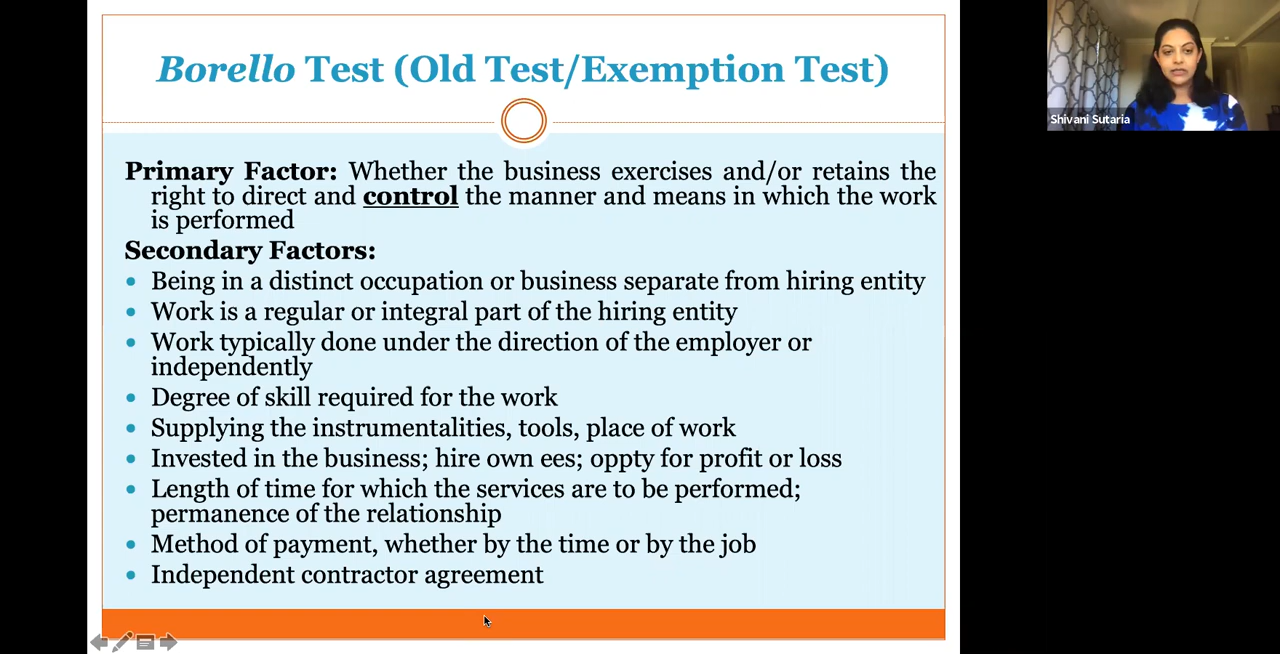 Borello Test (Old Test/Exemption Test)
Shivani Sutaria
Primary Factor: Whether the business exercises and/or retains the
right to direct and control the manner and means in which the work
is performed
Secondary Factors:
• Being in a distinct occupation or business separate from hiring entity
• Work is a regular or integral part of the hiring entity
• Work typically done under the direction of the employer or
independently
• Degree of skill required for the work
• Supplying the instrumentalities, tools, place of work
• Invested in the business; hire own ees; oppty for profit or loss
• Length of time for which the services are to be performed;
permanence of the relationship
• Method of payment, whether by the time or by the job
• Independent contractor agreement